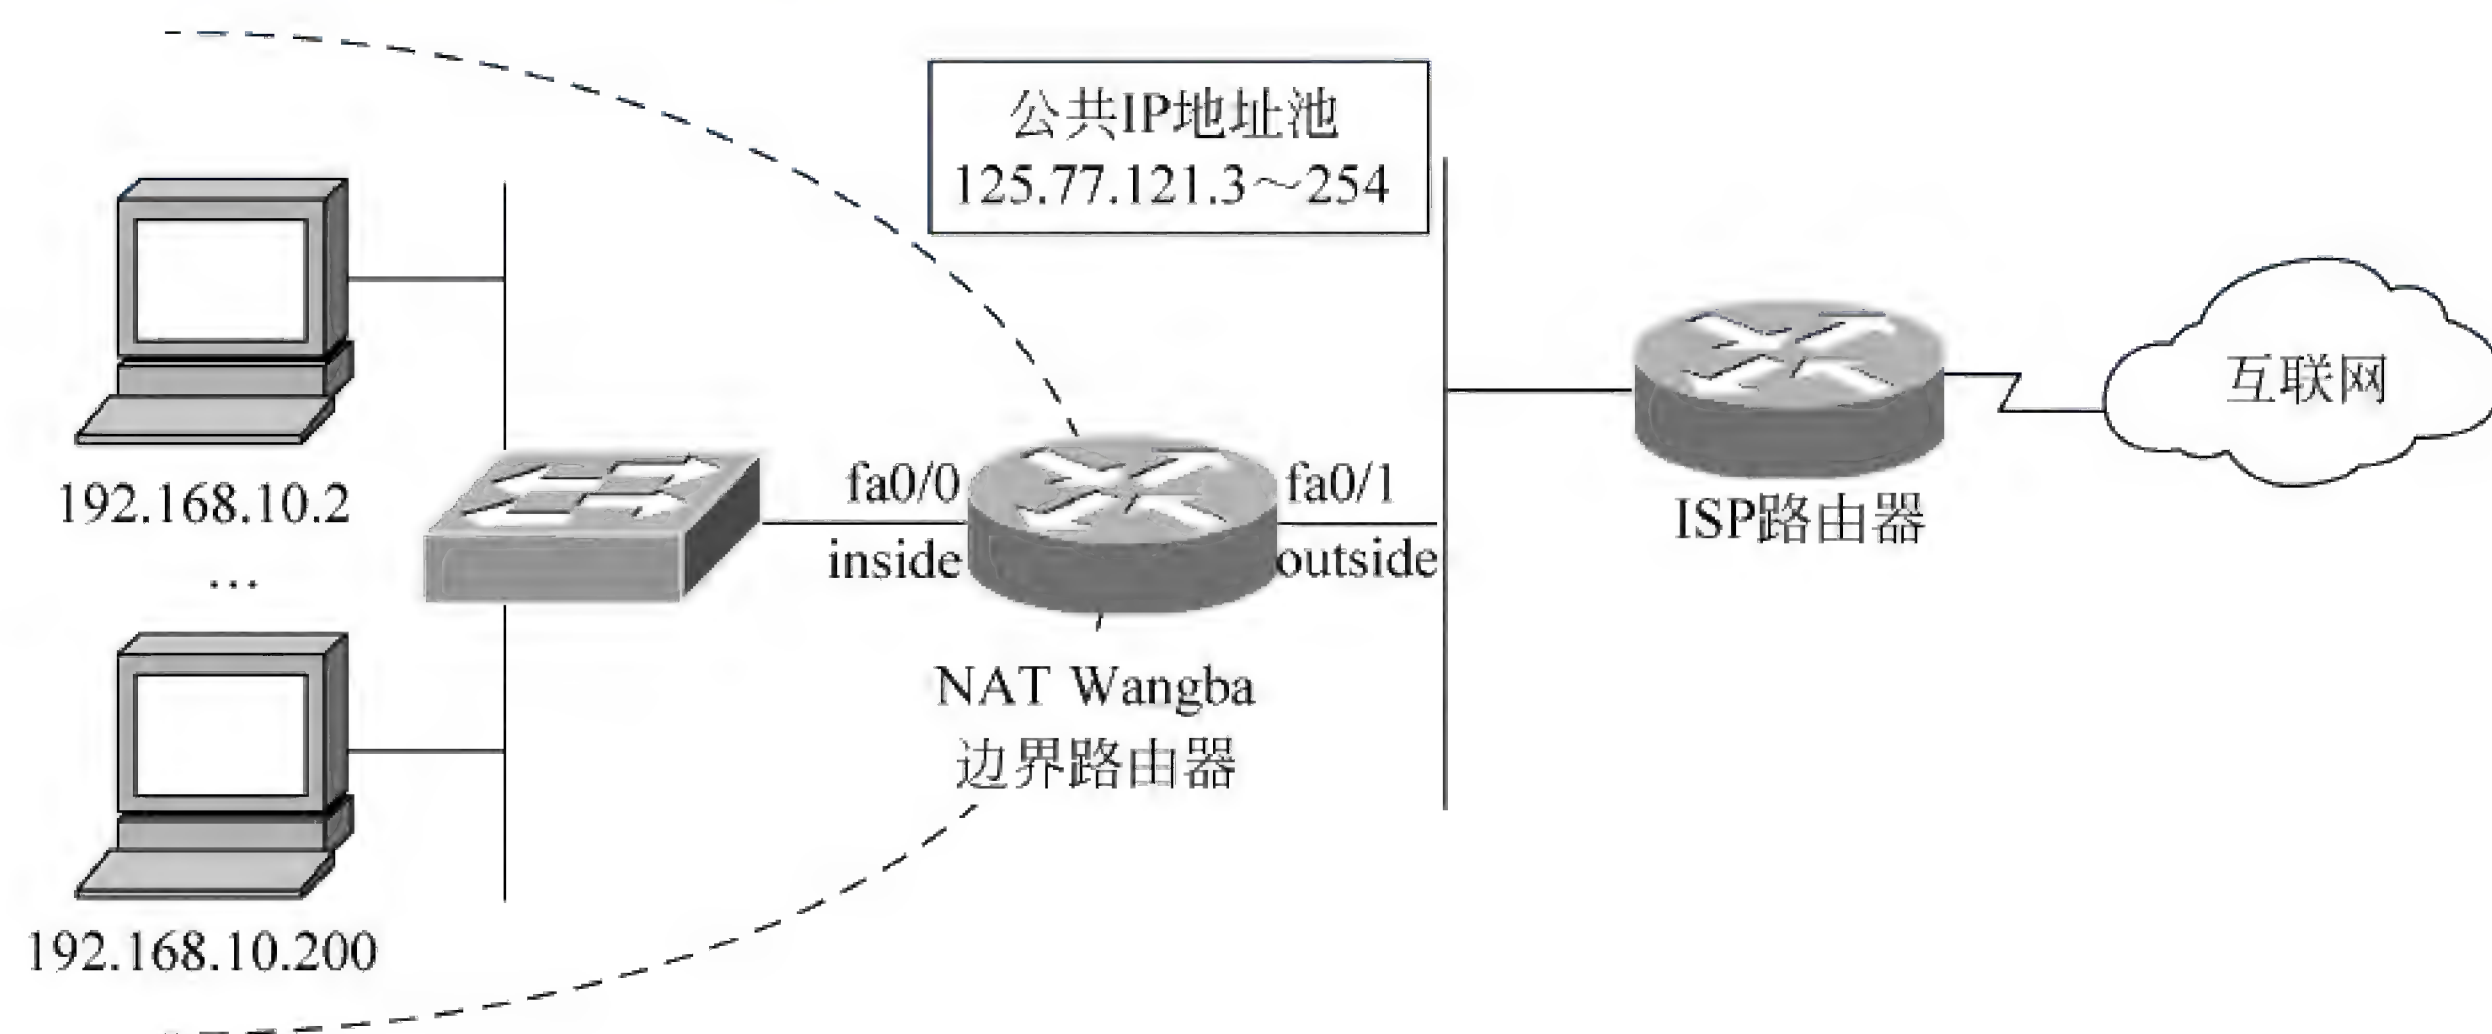 公共IP地址池
125.77.121.3～254
192.168.10.2
…
192.168.10.200
fa0/0
inside
fa0/1
outside
NAT Wangba
边界路由器
ISP路由器
互联网